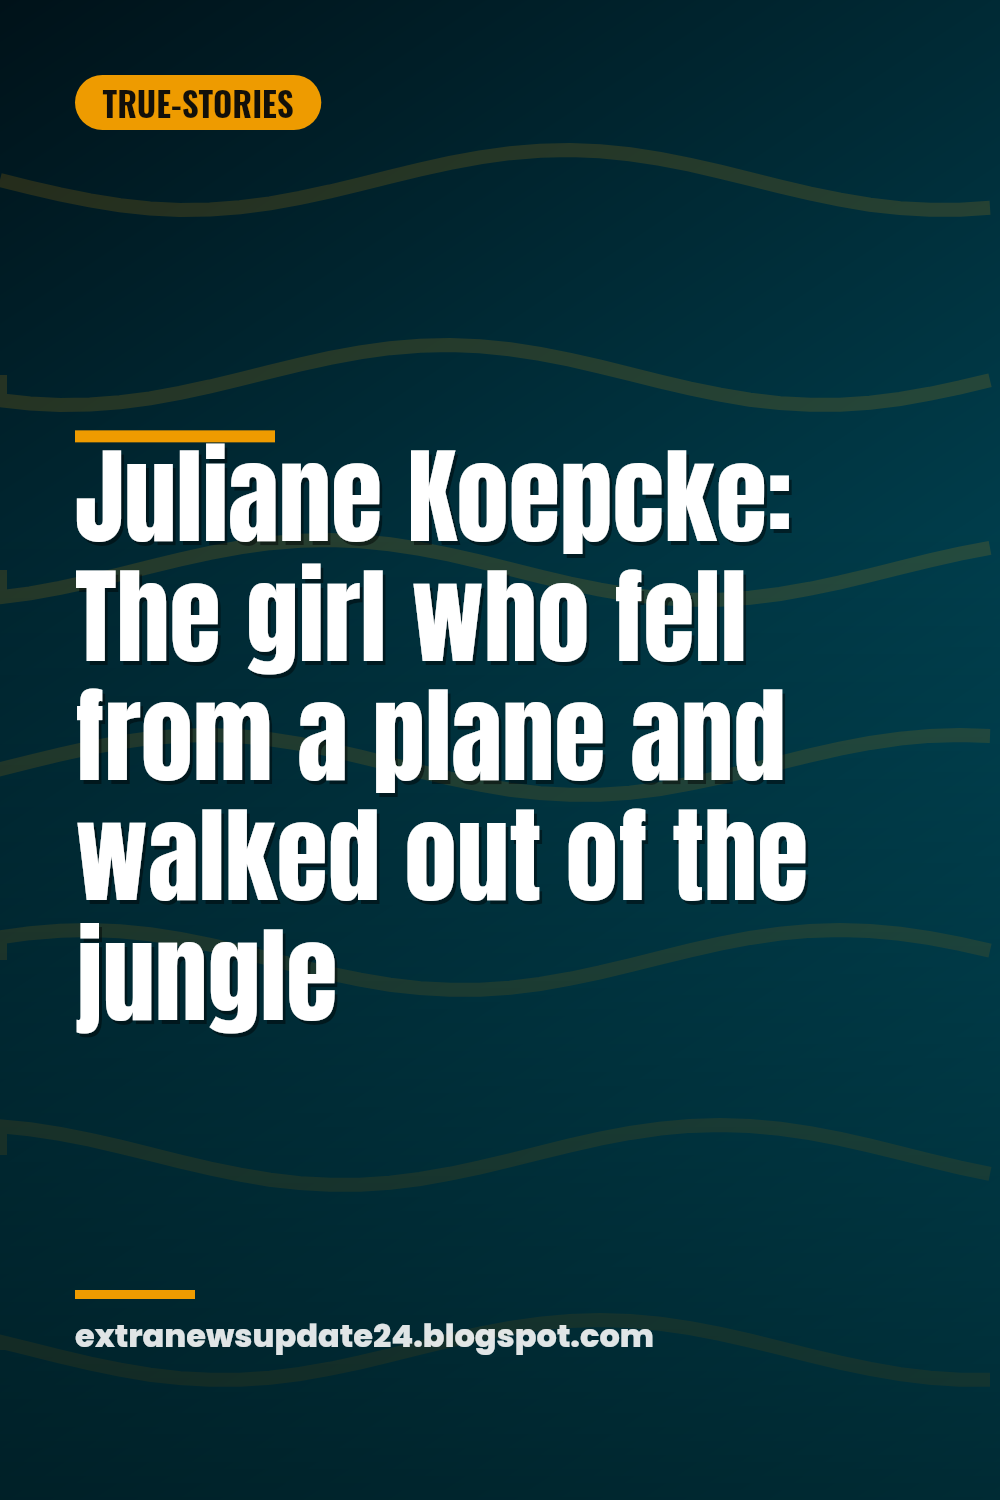 TRUE-STORIES
Juliane Koepcke:
The girl who fell
from a plane and
walked out of the
jungle
extranewsupdate24.blogspot.com